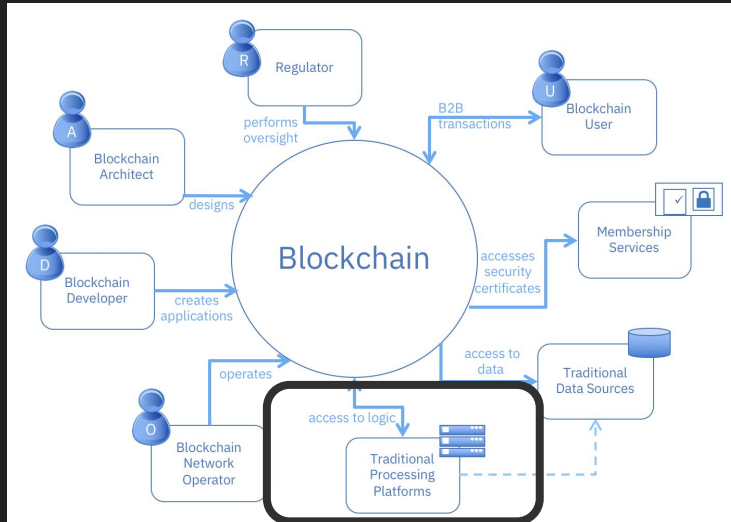 R
Regulator
performs
oversight
A
Blockchain
Architect
designs
U
Blockchain
User
B2B
transactions
Blockchain
Membership
Services
accesses
security
certificates
D
Blockchain
Developer
creates
applications
operates
O
Blockchain
Network
Operator
access to logic
Traditional
Processing
Platforms
access to
data
Traditional
Data Sources